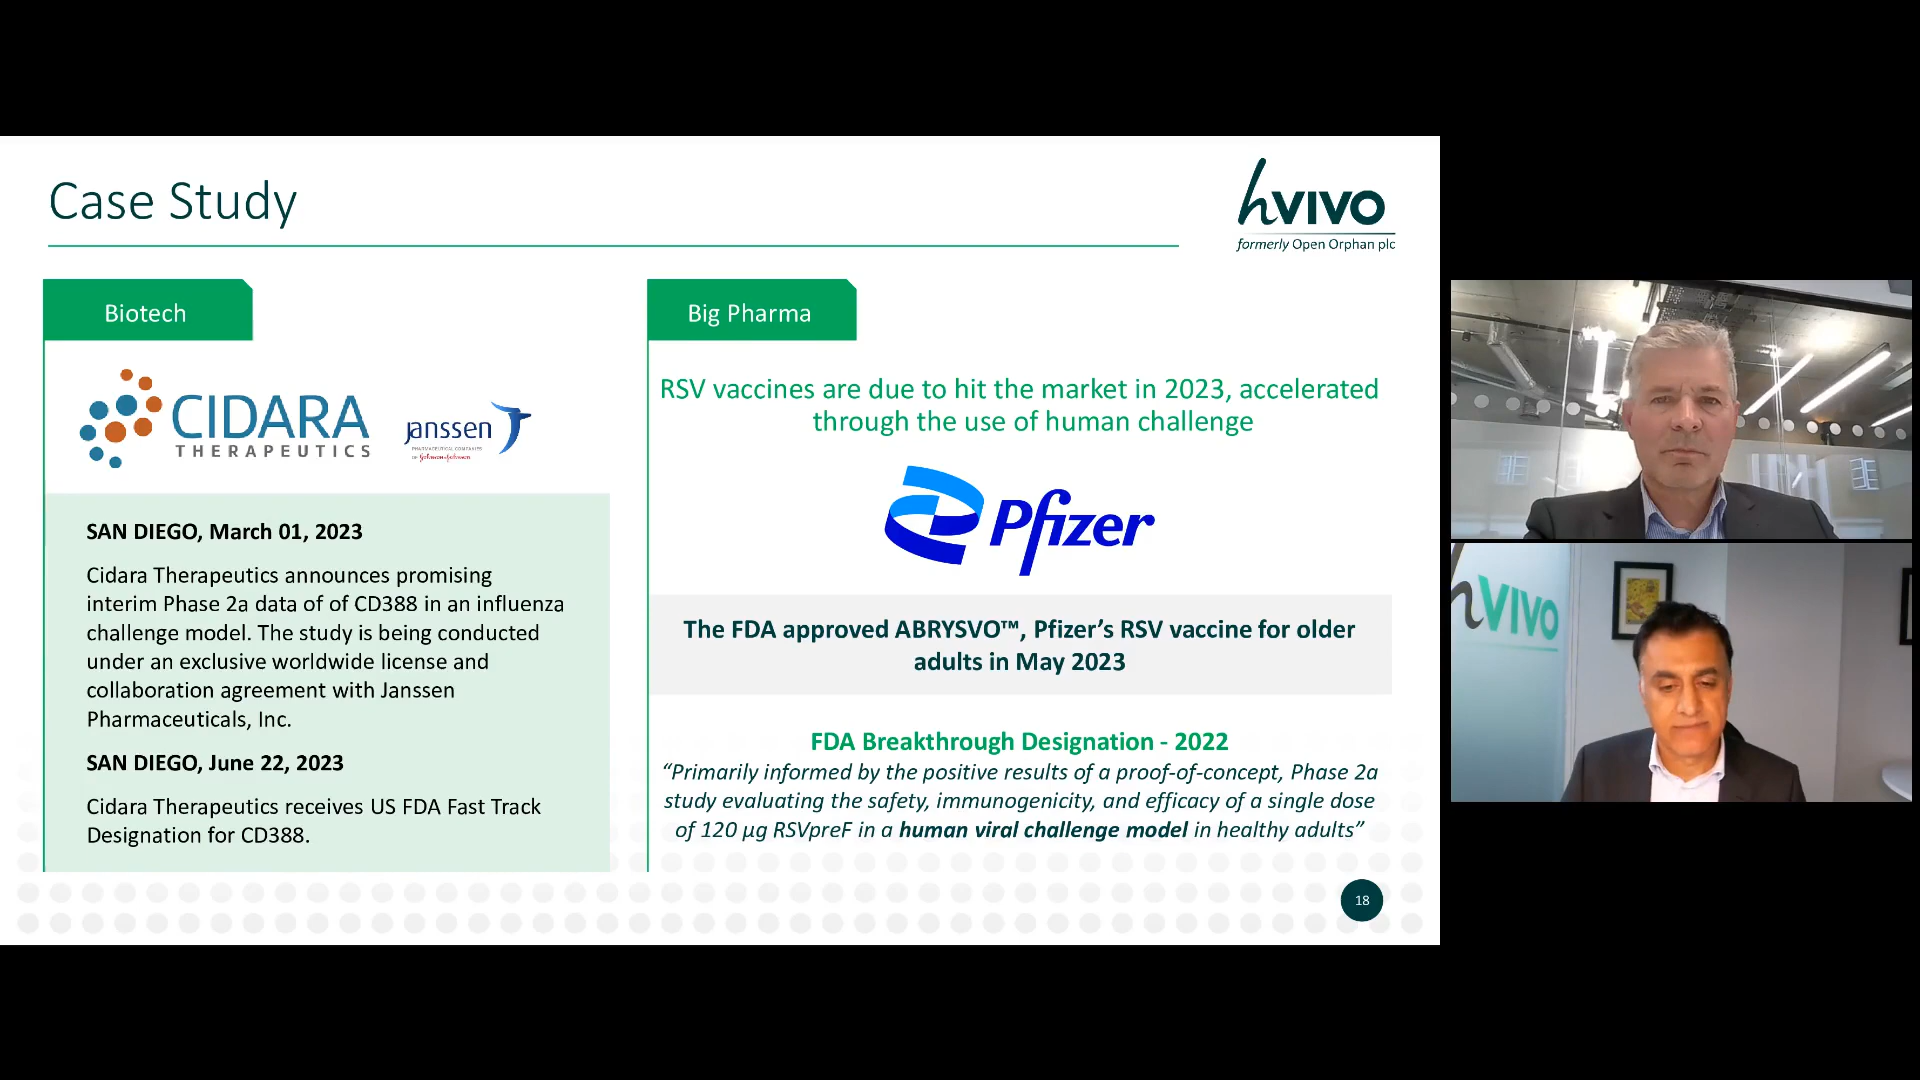 Case Study
hVIVO
formerly Open Orphan plc
Biotech
CIDARA
THERAPEUTICS
Janssen
PHARMACEUTICAL COMPANIES
OF Johnson & Johnson
SAN DIEGO, March 01, 2023
Cidara Therapeutics announces promising
interim Phase 2a data of of CD388 in an influenza
challenge model. The study is being conducted
under an exclusive worldwide license and
collaboration agreement with Janssen
Pharmaceuticals, Inc.
SAN DIEGO, June 22, 2023
Cidara Therapeutics receives US FDA Fast Track
Designation for CD388.
Big Pharma
RSV vaccines are due to hit the market in 2023, accelerated
through the use of human challenge
Pfizer
The FDA approved ABRYSVO™, Pfizer’s RSV vaccine for older
adults in May 2023
FDA Breakthrough Designation - 2022
“Primarily informed by the positive results of a proof-of-concept, Phase 2a
study evaluating the safety, immunogenicity, and efficacy of a single dose
of 120 µg RSVpreF in a human viral challenge model in healthy adults”
18
hVIVO